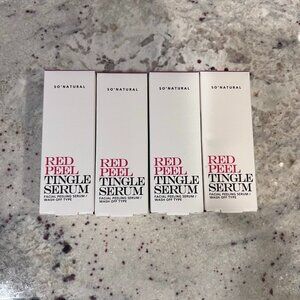 SO'NATURAL
RED
PEEL
TINGLE
SERUM
FACIAL PEELING SERUM /
WASH OFF TYPE
SO'NATURAL
RED
PEEL
TINGLE
SERUM
FACIAL PEELING SERUM /
WASH OFF TYPE
SO'NATURAL
RED
PEEL
TINGLE
SERUM
FACIAL PEELING SERUM /
WASH OFF TYPE
SO'NATURAL
RED
PEEL
TINGLE
SERUM
FACIAL PEELING SERUM /
WASH OFF TYPE